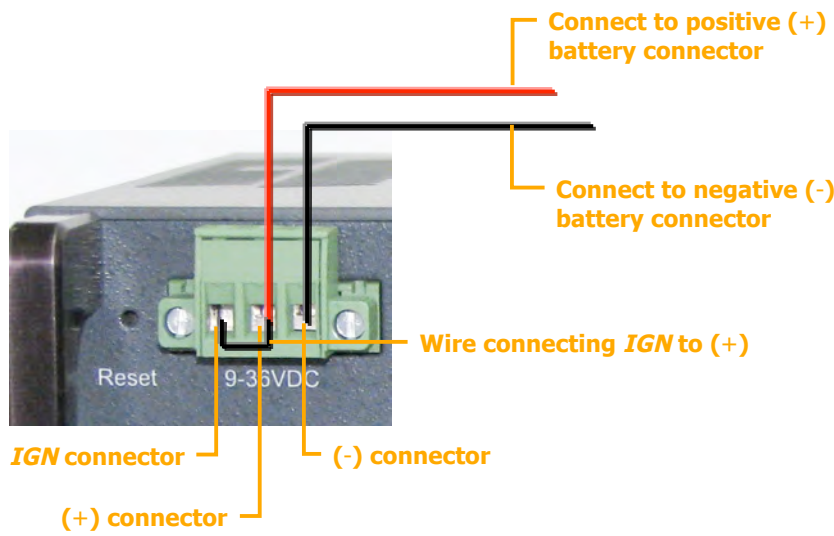 Connect to positive (+)
battery connector
Connect to negative (-)
battery connector
Wire connecting IGN to (+)
Reset
9-36VDC
IGN connector
(-) connector
(+) connector